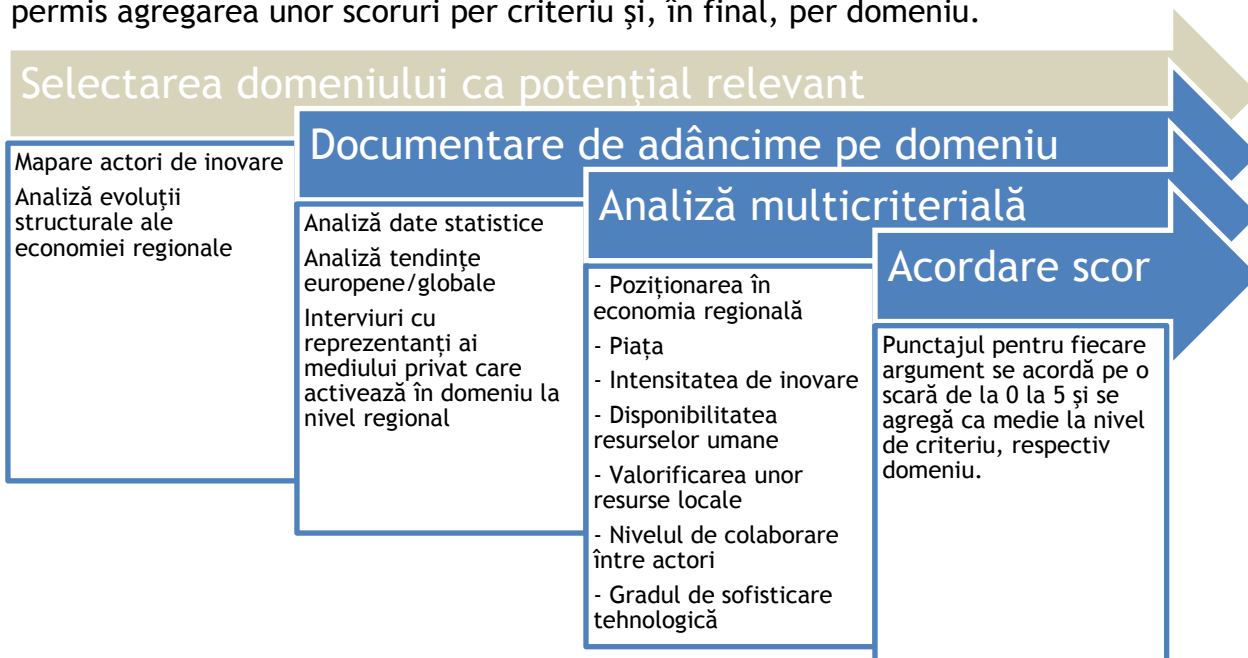 permis agregarea unor scoruri per criteriu şi, în final, per domeniu.
Selectarea domeniului ca potenţial relevant
Mapare actori de inovare
Analiză evoluţii
structurale ale
economiei regionale
Documentare de adâncime pe domeniu
Analiză date statistice
Analiză tendinţe
europene/globale
Interviuri cu
reprezentanți ai
mediului privat care
activează în domeniu la
nivel regional
Analiză multicriterială
- Poziționarea în
economia regională
- Piața
- Intensitatea de inovare
- Disponibilitatea
resurselor umane
- Valorificarea unor
resurse locale
- Nivelul de colaborare
între actori
- Gradul de sofisticare
tehnologică
Acordare scor
Punctajul pentru fiecare
argument se acordă pe o
scară de la 0 la 5 şi se
agregă ca medie la nivel
de criteriu, respectiv
domeniu.